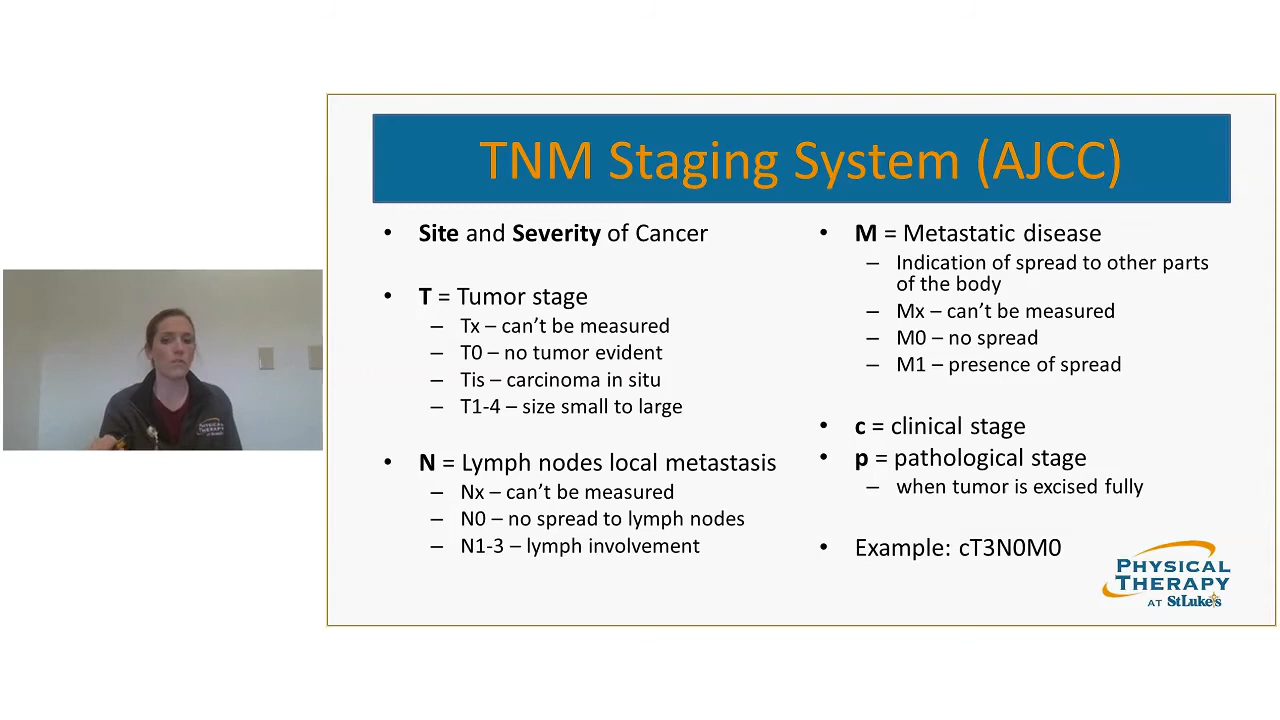 TNM Staging System (AJCC)
• Site and Severity of Cancer
• T = Tumor stage
– Tx – can’t be measured
– T0 – no tumor evident
– Tis – carcinoma in situ
– T1-4 – size small to large
• N = Lymph nodes local metastasis
– Nx – can’t be measured
– N0 – no spread to lymph nodes
– N1-3 – lymph involvement
• M = Metastatic disease
– Indication of spread to other parts
of the body
– Mx – can’t be measured
– M0 – no spread
– M1 – presence of spread
• c = clinical stage
• p = pathological stage
– when tumor is excised fully
• Example: cT3N0M0
PHYSICAL
THERAPY
AT StLuke's
PHYSICAL
THERAPY